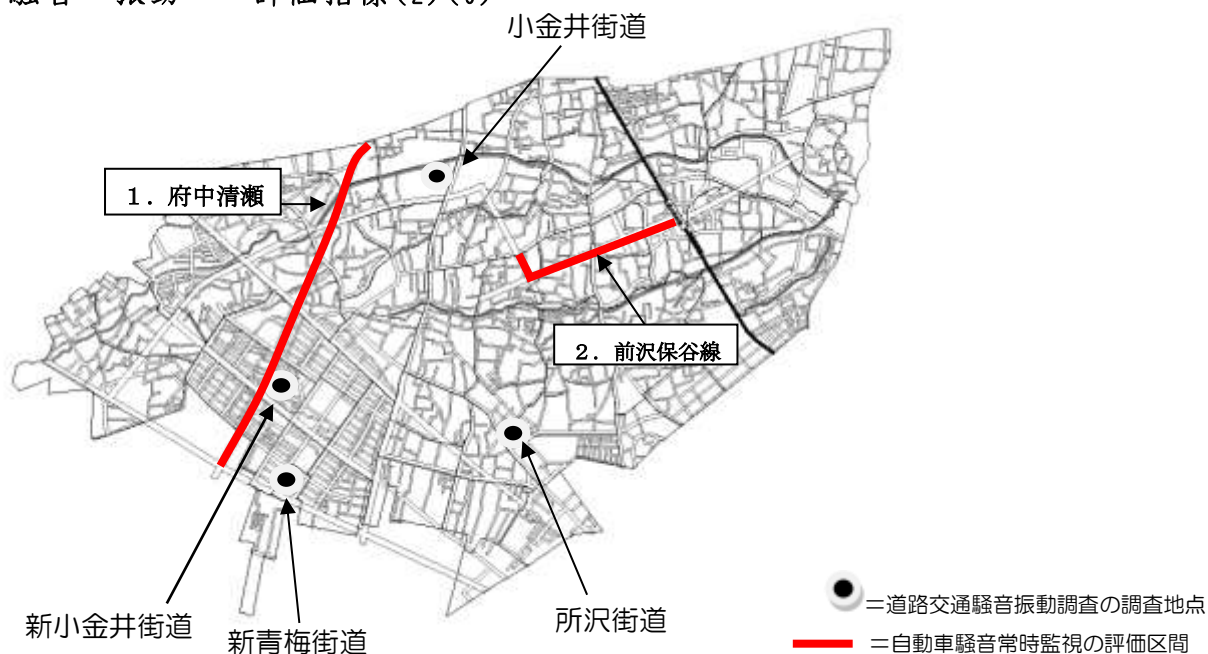 小金井街道
1．府中清瀬
2．前沢保谷線
新小金井街道
新青梅街道
所沢街道
＝道路交通騒音振動調査の調査地点
＝自動車騒音常時監視の評価区間